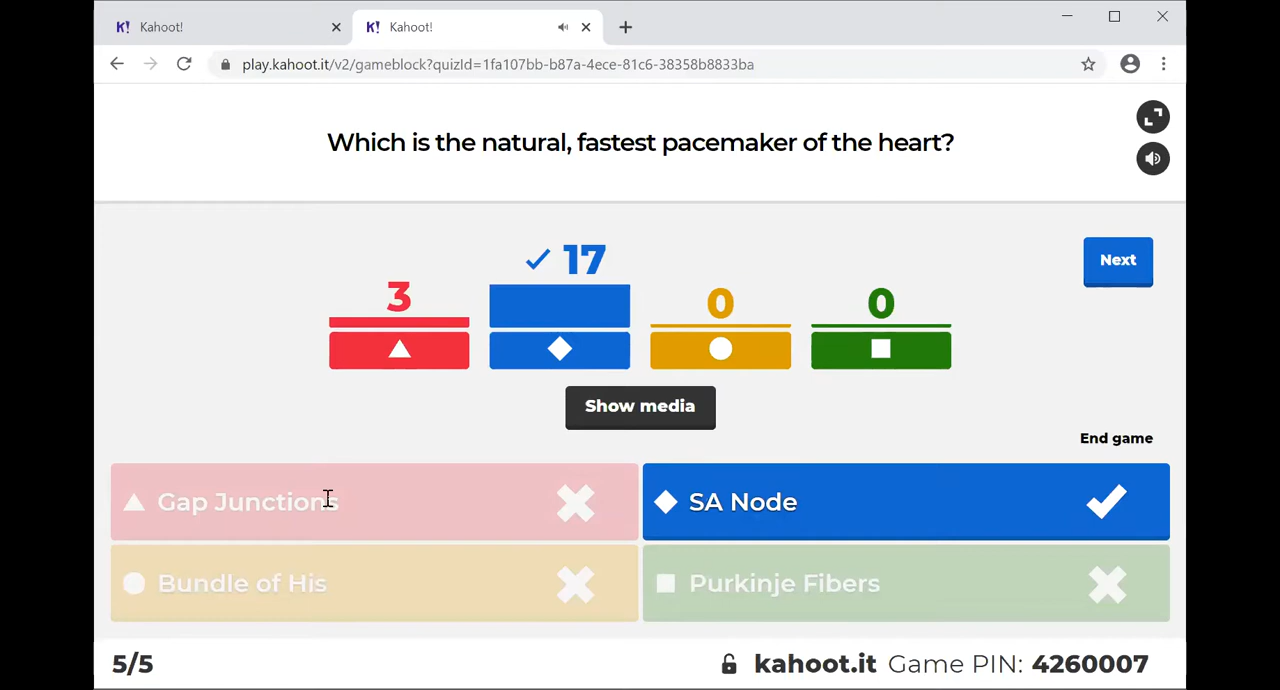 K! Kahoot!
K! Kahoot!
play.kahoot.it/v2/gameblock?quizId=1fa107bb-b87a-4ece-81c6-38358b8833ba
Which is the natural, fastest pacemaker of the heart?
3
17
0
0
Next
Show media
End game
Gap Junctions
SA Node
Bundle of His
Purkinje Fibers
5/5
kahoot.it Game PIN: 4260007